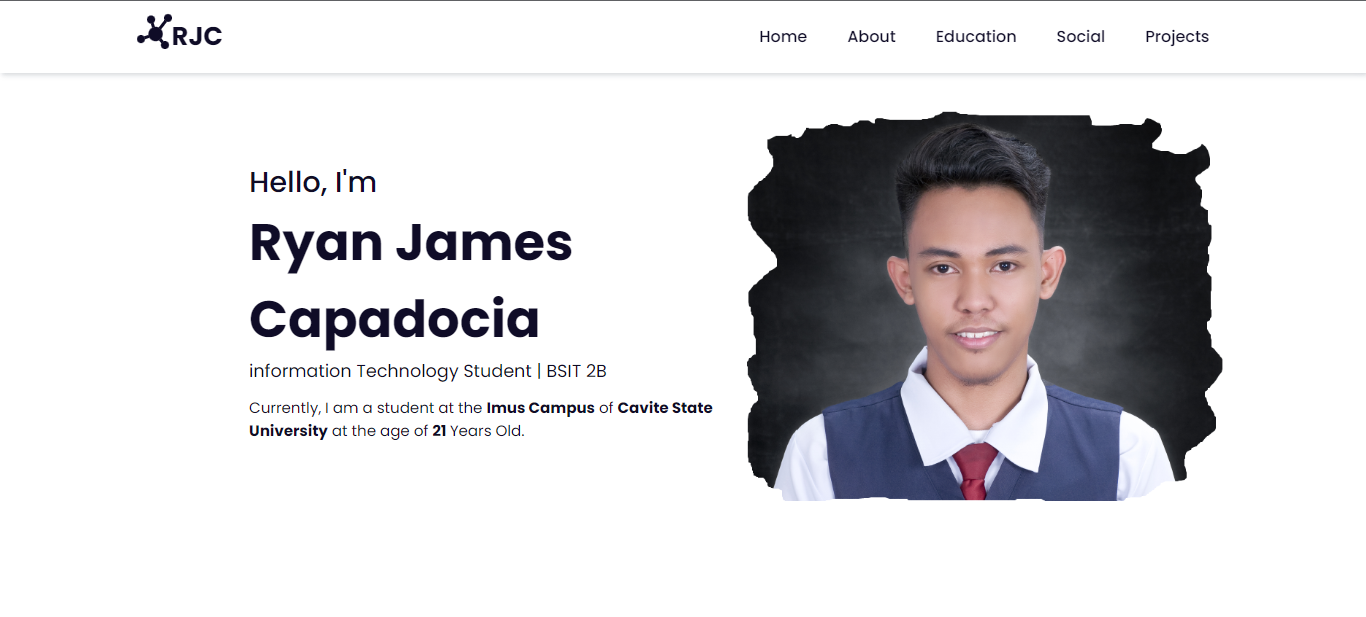 RJC
Home About Education Social Projects
Hello, I'm
Ryan James
Capadocia
information Technology Student | BSIT 2B
Currently, I am a student at the Imus Campus of Cavite State
University at the age of 21 Years Old.